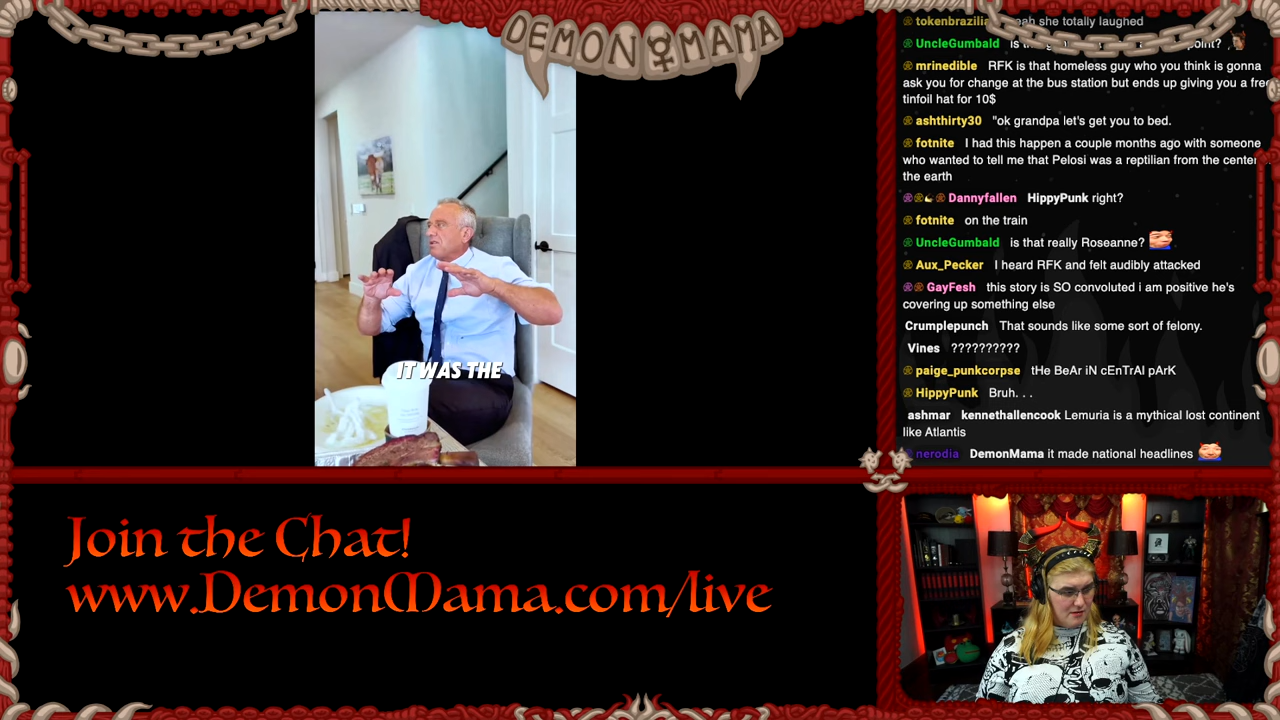 DEMON MAMA
IT WAS THE
Join the Chat!
www.DemonMama.com/live
tokenbrazilia she totally laughed
UncleGumbald is
mrinedible RFK is that homeless guy who you think is gonna
ask you for change at the bus station but ends up giving you a free
tinfoil hat for 10$
ashthirty30 "ok grandpa let's get you to bed.
fotnite I had this happen a couple months ago with someone
who wanted to tell me that Pelosi was a reptilian from the center
the earth
Dannyfallen HippyPunk right?
fotnite on the train
UncleGumbald is that really Roseanne?
Aux_Pecker I heard RFK and felt audibly attacked
GayFesh this story is SO convoluted i am positive he's
covering up something else
Crumplepunch That sounds like some sort of felony.
Vines ??????????
paige_punkcorpse tHe BeAr iN cEnTrAl pArK
HippyPunk Bruh. . .
ashmar kennethallencook Lemuria is a mythical lost continent
like Atlantis
nerodia DemonMama it made national headlines